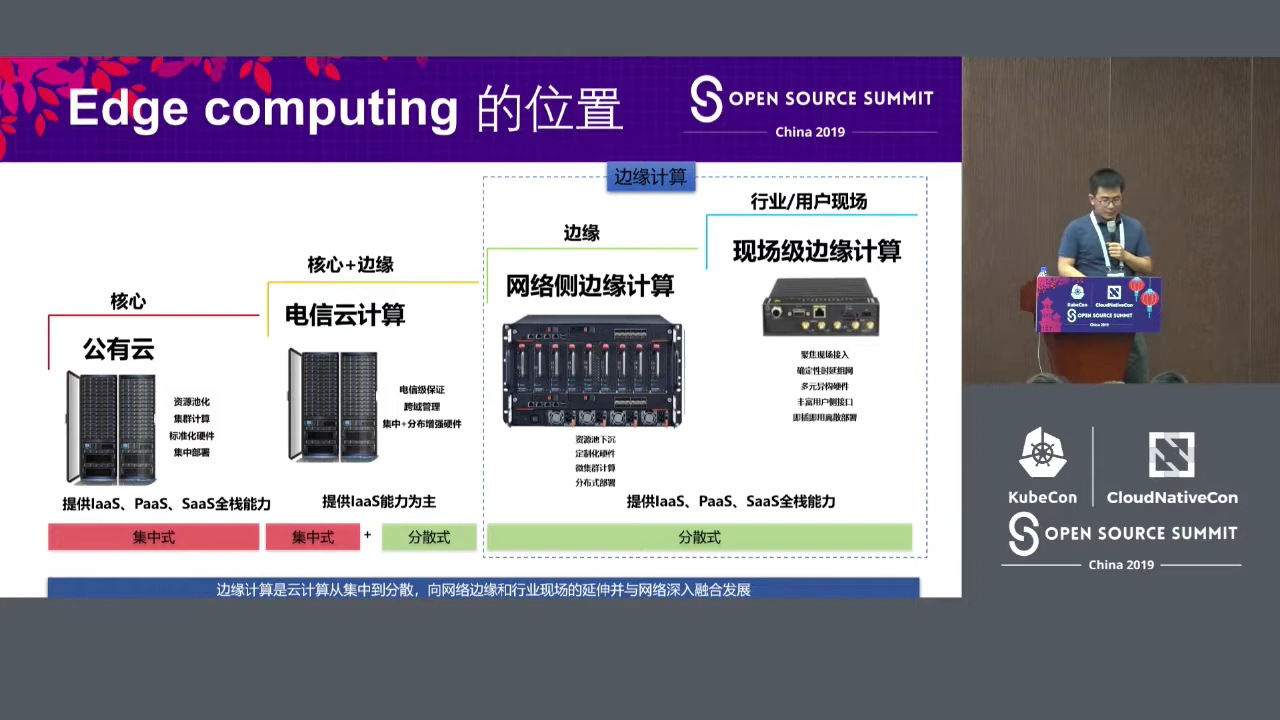 Edge computing 的位置
OPEN SOURCE SUMMIT
China 2019
边缘计算
行业/用户现场
现场级边缘计算
边缘
网络侧边缘计算
核心+边缘
电信云计算
核心
公有云
资源池化
集群计算
标准化硬件
集中部署
电信级保证
跨域管理
集中+分布增强硬件
资源池下沉
定制化硬件
微集群计算
分布式部署
聚焦现场接入
确定性时延组网
多元异构硬件
丰富用户侧接口
即插即用离散部署
提供IaaS、PaaS、SaaS全栈能力
提供IaaS能力为主
提供IaaS、PaaS、SaaS全栈能力
集中式
集中式
+
分散式
分散式
边缘计算是云计算从集中到分散，向网络边缘和行业现场的延伸并与网络深入融合发展
KubeCon
CloudNativeCon
OPEN SOURCE SUMMIT
China 2019
KubeCon
CloudNativeCon
OPEN SOURCE SUMMIT
China 2019